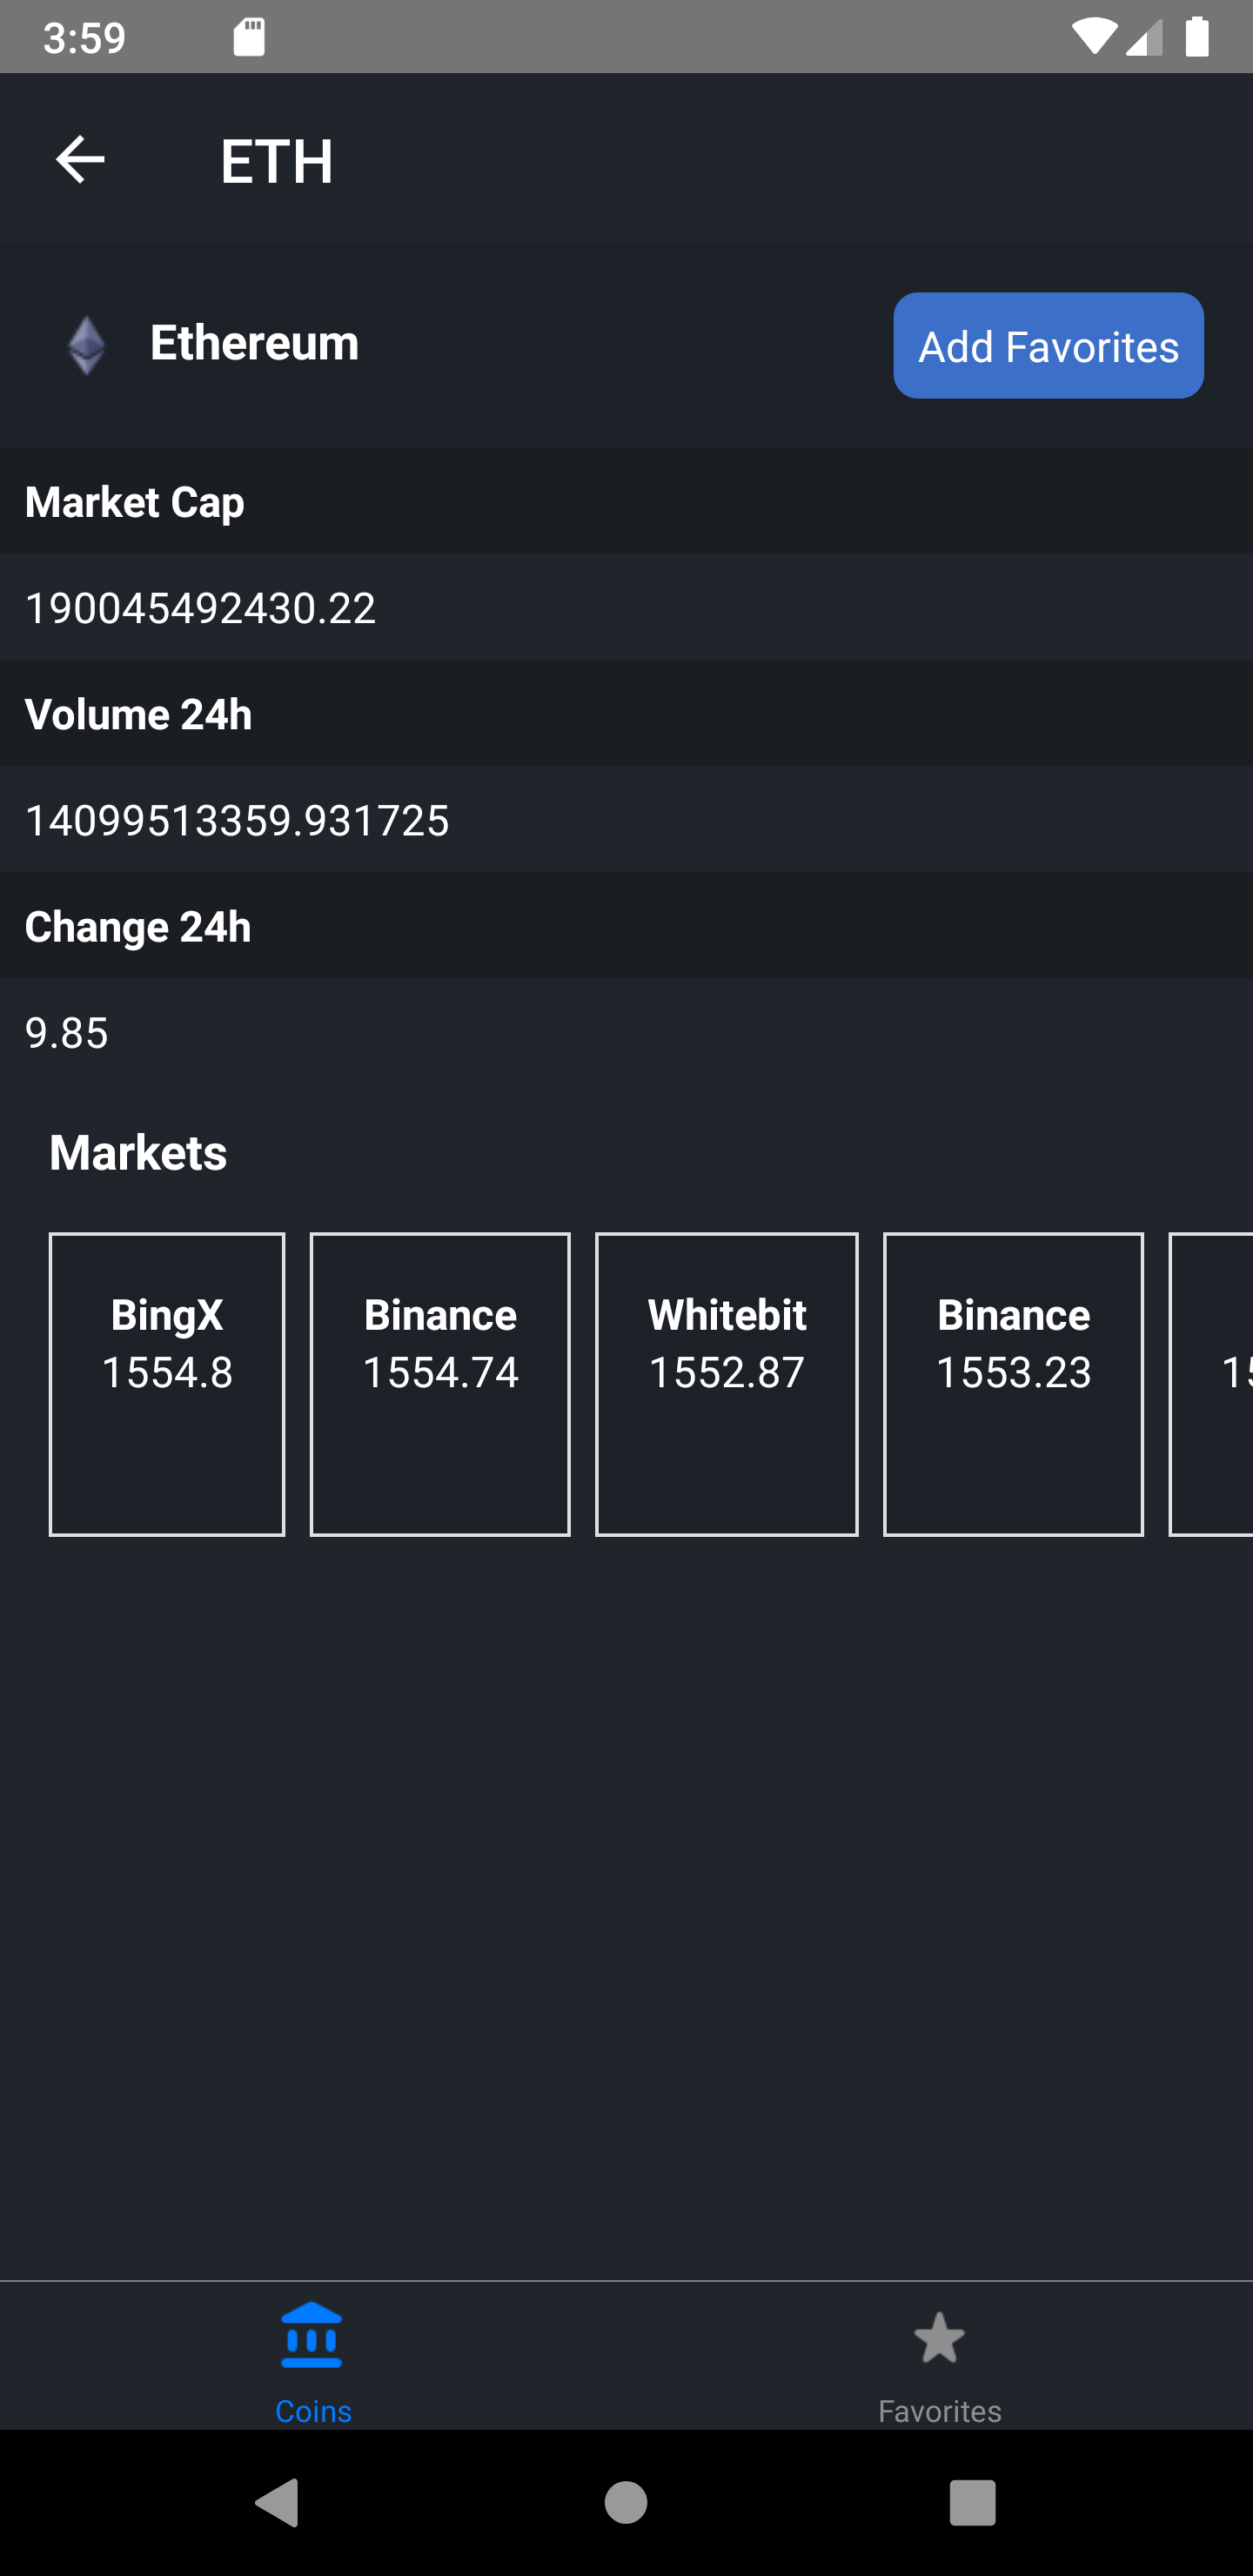 3:59
ETH
Ethereum
Add Favorites
Market Cap
190045492430.22
Volume 24h
14099513359.931725
Change 24h
9.85
Markets
BingX
1554.8
Binance
1554.74
Whitebit
1552.87
Binance
1553.23
Coins
Favorites